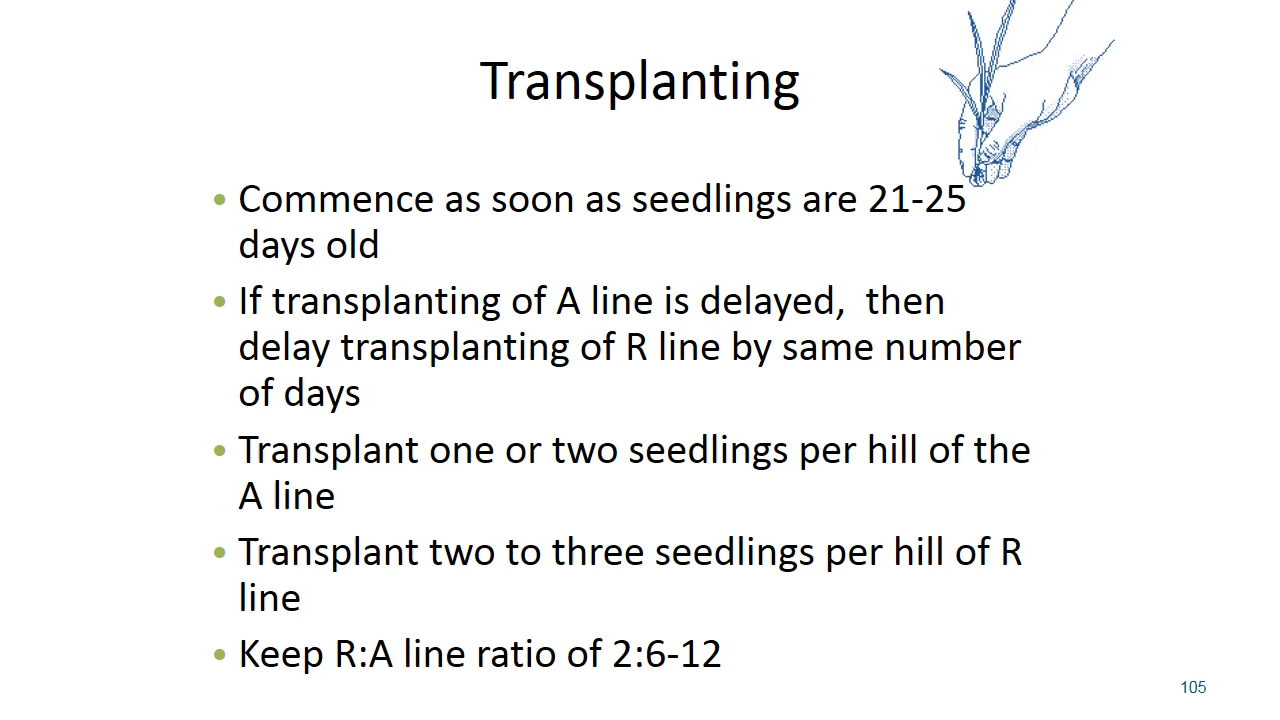 Transplanting
• Commence as soon as seedlings are 21-25
days old
• If transplanting of A line is delayed,  then
delay transplanting of R line by same number
of days
• Transplant one or two seedlings per hill of the
A line
• Transplant two to three seedlings per hill of R
line
• Keep R:A line ratio of 2:6-12
105